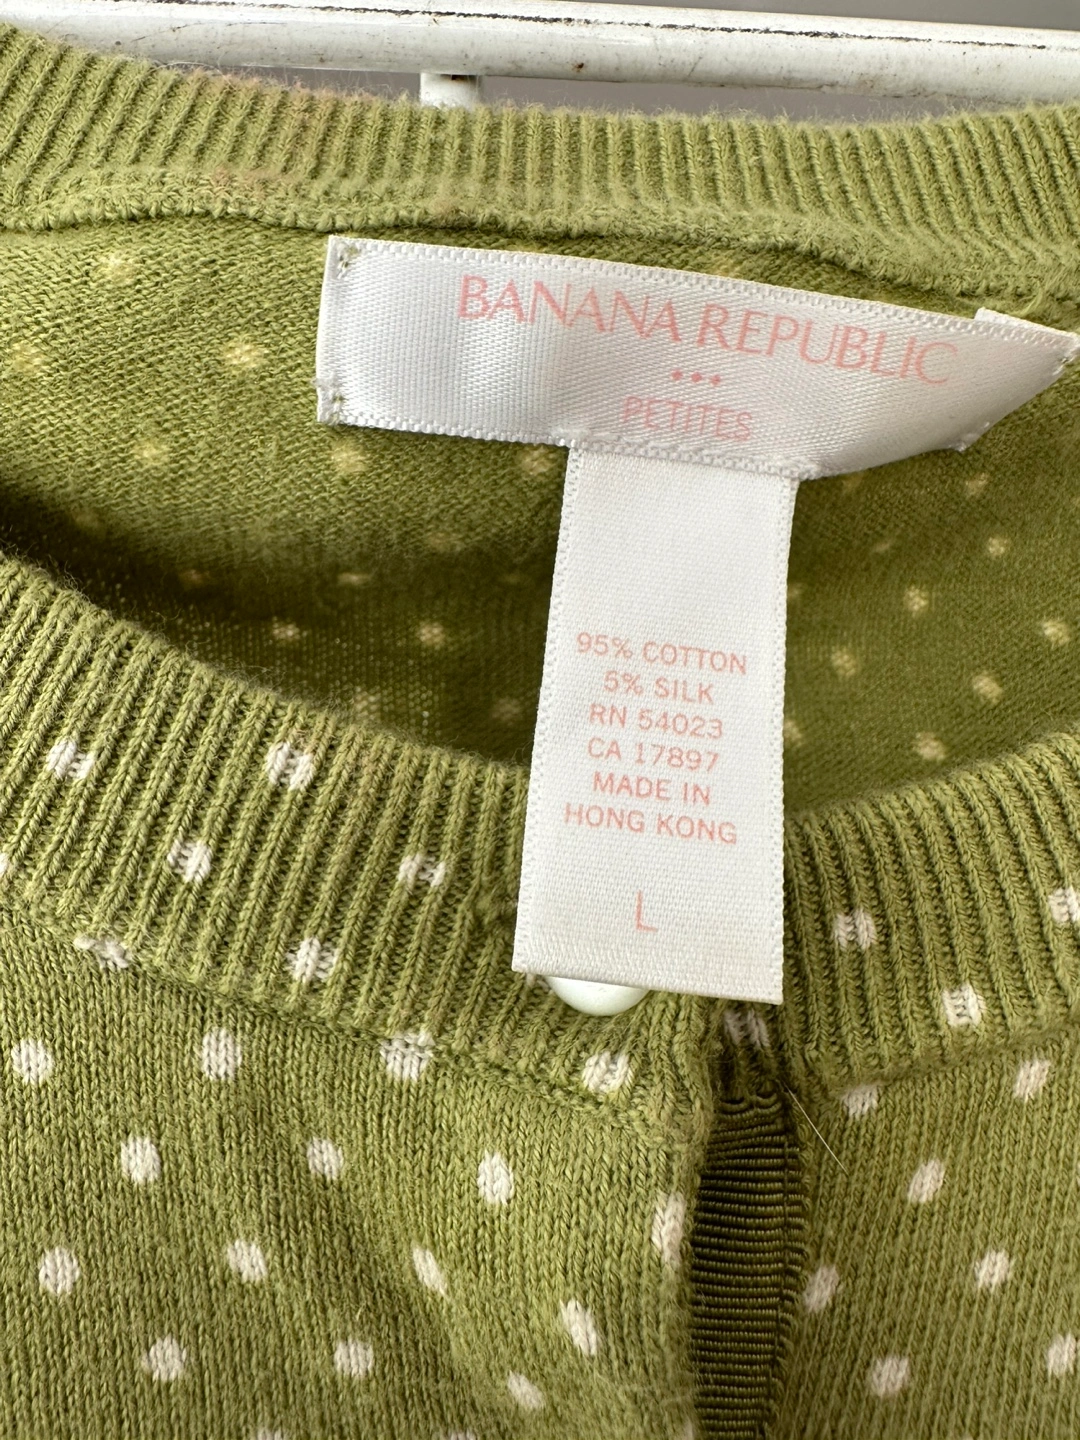 BANANA REPUBLIC
PETITES
95% COTTON
5% SILK
RN 54023
CA 17897
MADE IN
HONG KONG
L